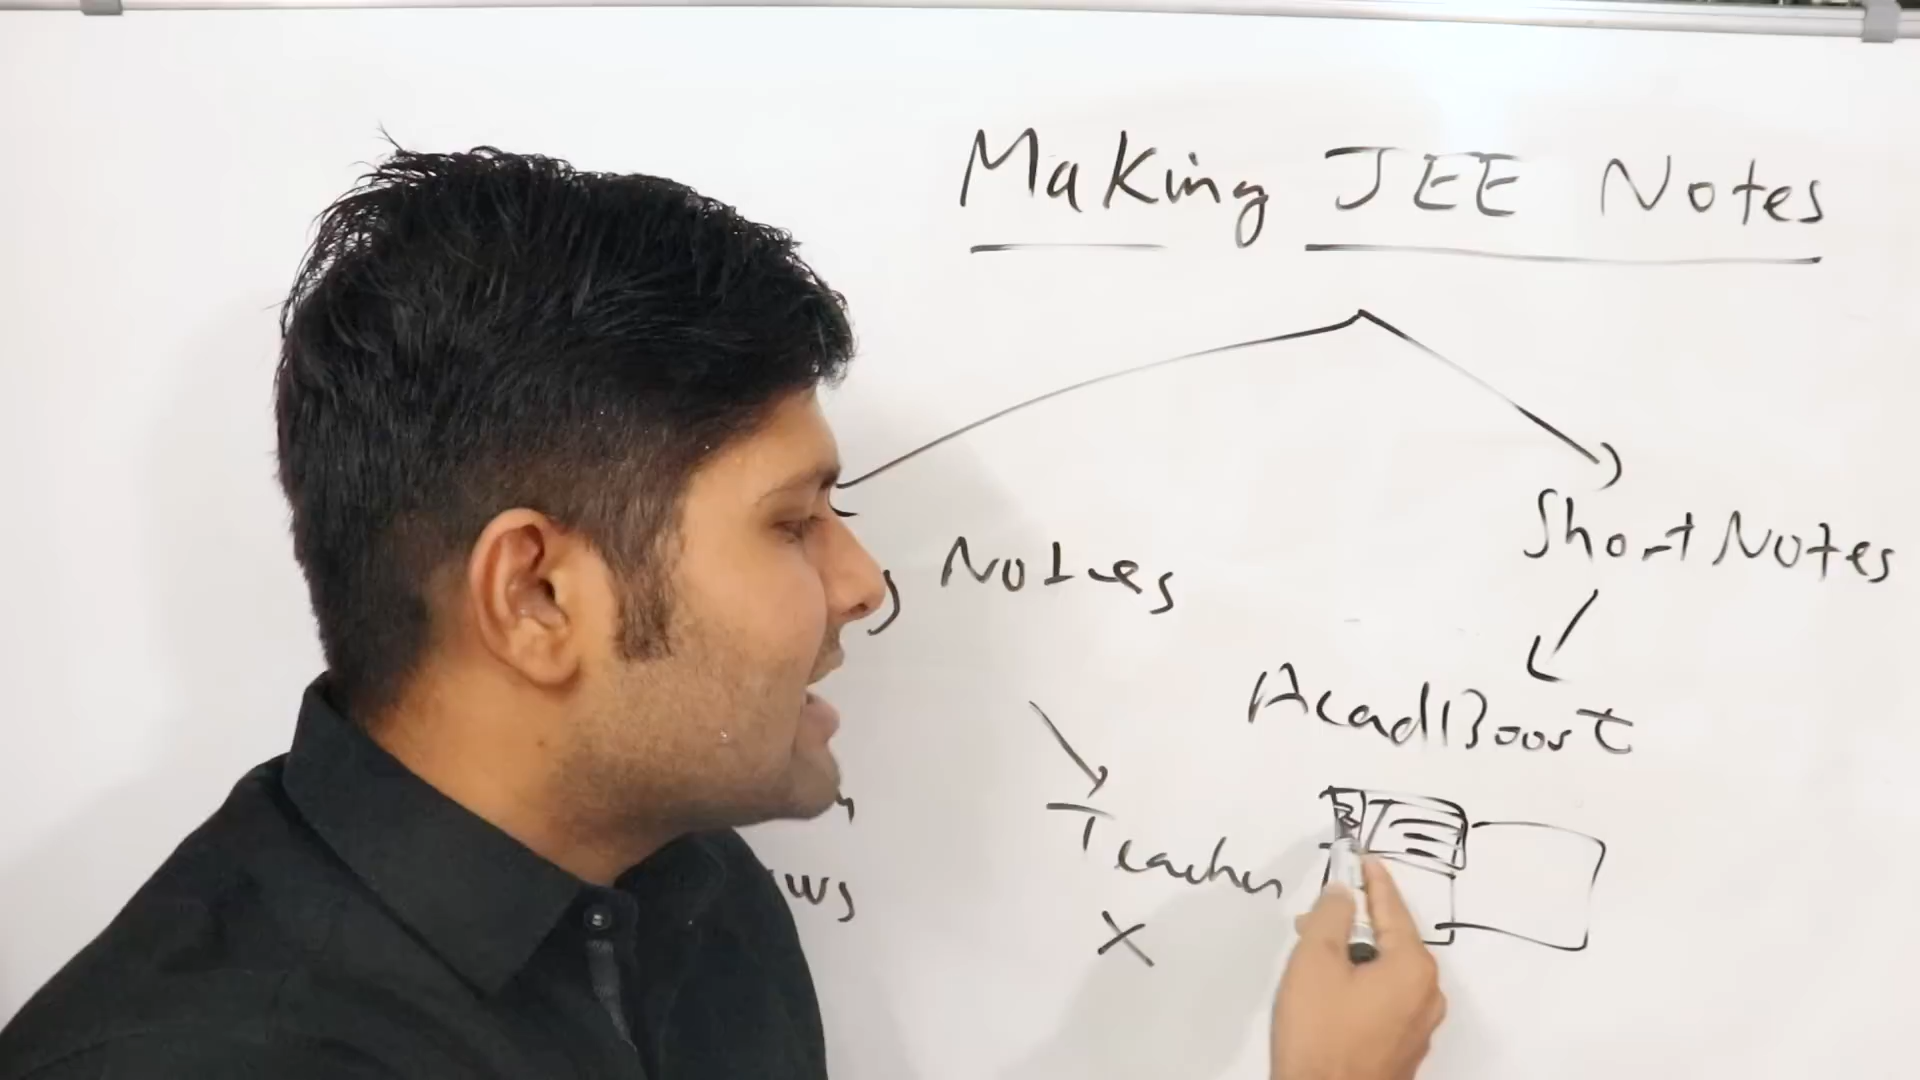 Making JEE Notes
Notes
Short Notes
AcadBoost
Teacher
X